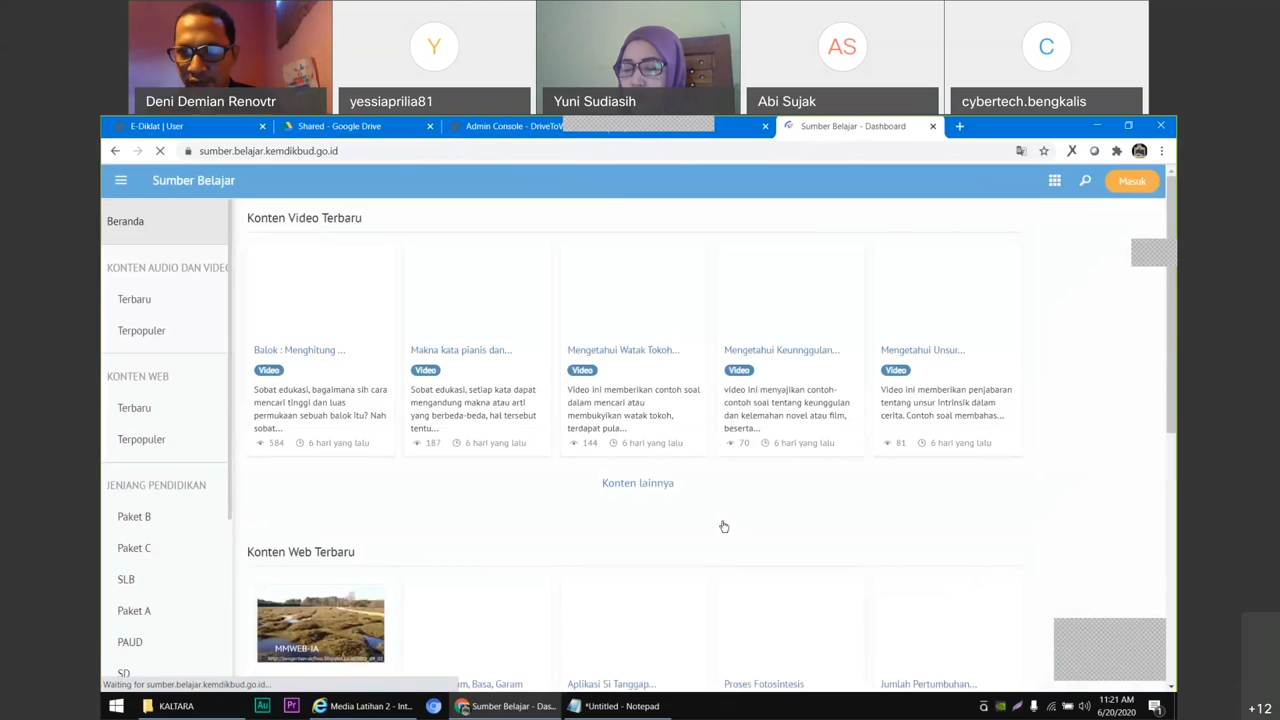 Y
AS
C
Deni Demian Renovtr
yessiaprilia81
Yuni Sudiasih
Abi Sujak
cybertech.bengkalis
E-Diklat | User
Shared - Google Drive
Admin Console - DriveToW
Sumber Belajar - Dashboard
sumber.belajar.kemdikbud.go.id
Sumber Belajar
Masuk
Beranda
KONTEN AUDIO DAN VIDEO
Terbaru
Terpopuler
KONTEN WEB
Terbaru
Terpopuler
JENJANG PENDIDIKAN
Paket B
Paket C
SLB
Paket A
PAUD
SD
Konten Video Terbaru
Balok : Menghitung ...
Video
Sobat edukasi, bagaimana sih cara
mencari tinggi dan luas
permukaan sebuah balok itu? Nah
sobat...
584 6 hari yang lalu
Makna kata pianis dan...
Video
Sobat edukasi, setiap kata dapat
mengandung makna atau arti
yang berbeda-beda, hal tersebut
tentu...
187 6 hari yang lalu
Mengetahui Watak Tokoh...
Video
Video ini memberikan contoh soal
dalam mencari atau
membukyikan watak tokoh,
terdapat pula...
144 6 hari yang lalu
Mengetahui Keunnggulan...
Video
video ini menyajikan contoh-
contoh soal tentang keunggulan
dan kelemahan novel atau film,
beserta...
70 6 hari yang lalu
Mengetahui Unsur...
Video
Video ini memberikan penjabaran
tentang unsur intrinsik dalam
cerita. Contoh soal membahas...
81 6 hari yang lalu
Konten lainnya
Konten Web Terbaru
MMWEB-IA
am, Basa, Garam
Aplikasi Si Tanggap...
Proses Fotosintesis
Jumlah Pertumbuhan...
Waiting for sumber.belajar.kemdikbud.go.id...
KALTARA
Au
Pr
Media Latihan 2 - Int...
Sumber Belajar - Das...
*Untitled - Notepad
11:21 AM
6/20/2020
1
+12